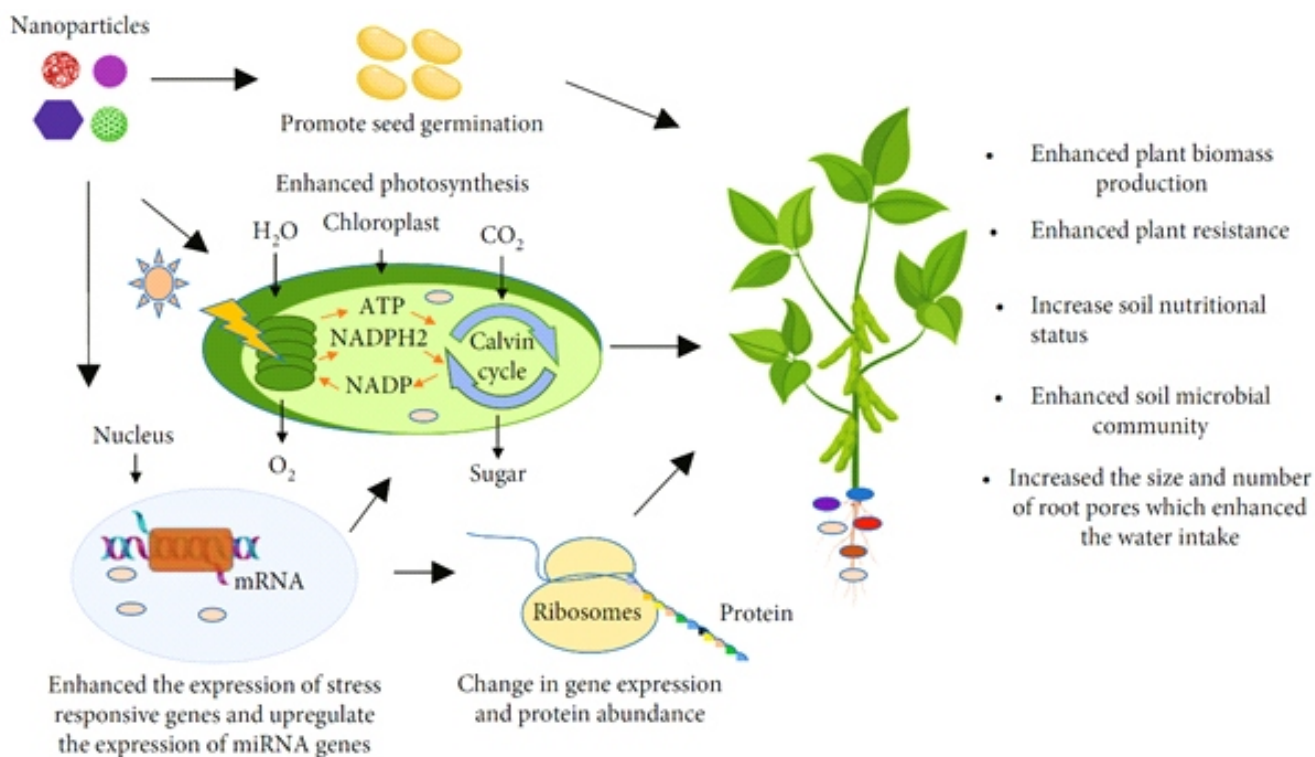 Nanoparticles
Promote seed germination
Enhanced photosynthesis
Chloroplast
H₂O
CO₂
ATP
NADPH2
NADP
Calvin
cycle
O₂
Sugar
Nucleus
mRNA
Enhanced the expression of stress
responsive genes and upregulate
the expression of miRNA genes
Ribosomes
Protein
Change in gene expression
and protein abundance
• Enhanced plant biomass
production
• Enhanced plant resistance
• Increase soil nutritional
status
• Enhanced soil microbial
community
• Increased the size and number
of root pores which enhanced
the water intake